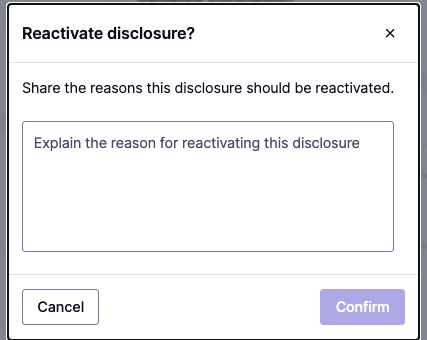 Reactivate disclosure?
×
Share the reasons this disclosure should be reactivated.
Explain the reason for reactivating this disclosure
Cancel
Confirm